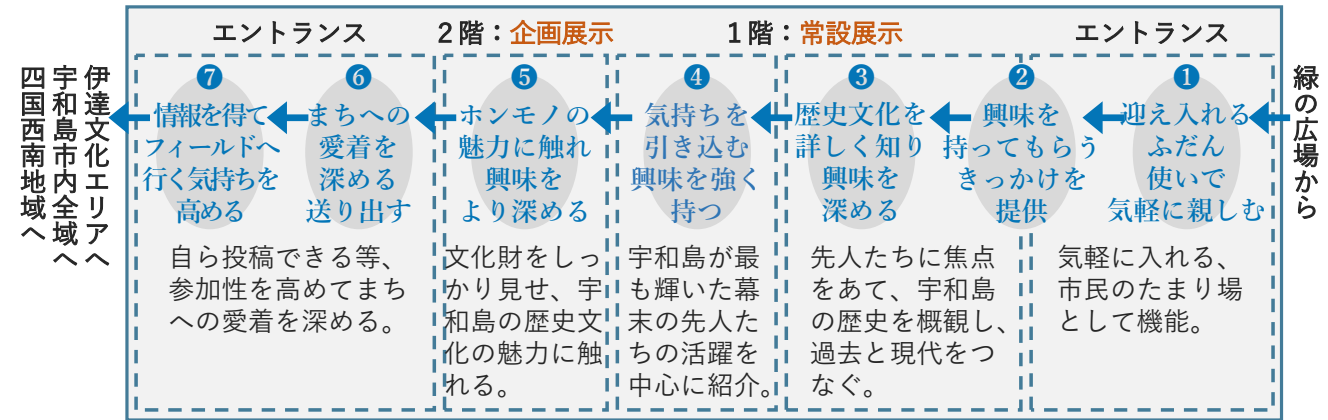 エントランス
2階：企画展示
1階：常設展示
エントランス
緑の広場から
❶
迎え入れる
ふだん
使いで
気軽に親しむ
気軽に入れる、
市民のたまり場
として機能。
❷
興味を
持ってもらう
きっかけを
提供
❸
歴史文化を
詳しく知り
興味を
深める
先人たちに焦点
をあて、宇和島
の歴史を概観し、
過去と現代をつ
なぐ。
❹
気持ちを
引き込む
興味を強く
持つ
宇和島が最
も輝いた幕
末の先人た
ちの活躍を
中心に紹介。
❺
ホンモノの
魅力に触れ
興味を
より深める
文化財をしっ
かり見せ、宇
和島の歴史文
化の魅力に触
れる。
❻
まちへの
愛着を
深める
送り出す
❼
情報を得て
フィールドへ
行く気持ちを
高める
自ら投稿できる等、
参加性を高めてまち
への愛着を深める。
伊達文化エリアへ
宇和島市内全域へ
四国西南地域へ